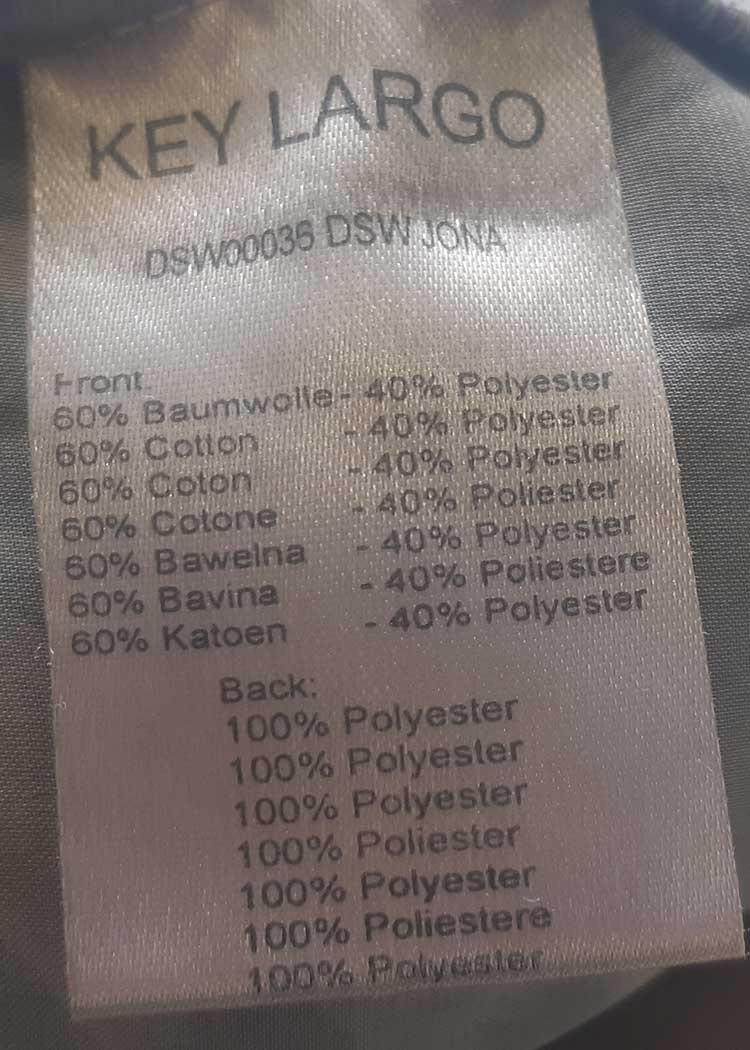 KEY LARGO
DSW00036 DSW JONA
Front
60% Baumwolle - 40% Polyester
60% Cotton - 40% Polyester
60% Coton - 40% Polyester
60% Cotone - 40% Poliester
60% Bawelna - 40% Polyester
60% Bavina - 40% Poliestere
60% Katoen - 40% Polyester
Back:
100% Polyester
100% Polyester
100% Polyester
100% Poliester
100% Polyester
100% Poliestere
100% Polyester